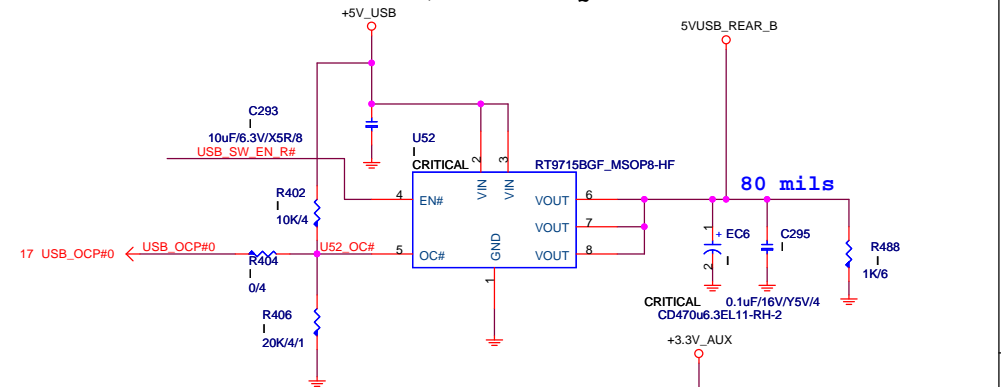 +5V_USB
5VUSB_REAR_B
C293
I
10uF/6.3V/X5R/8
USB_SW_EN_R#
U52
I
CRITICAL
2
3
RT9715BGF_MSOP8-HF
80 mils
4
EN#
VIN
VIN
VOUT
6
R402
I
10K/4
VOUT
7
1
+
EC6
I
2
C295
I
R488
I
1K/6
17 USB_OCP#0
USB_OCP#0
U52_OC#
5
OC#
GND
VOUT
8
R404
I
0/4
1
CRITICAL
0.1uF/16V/Y5V/4
CD470u6.3EL11-RH-2
R406
I
20K/4/1
+3.3V_AUX